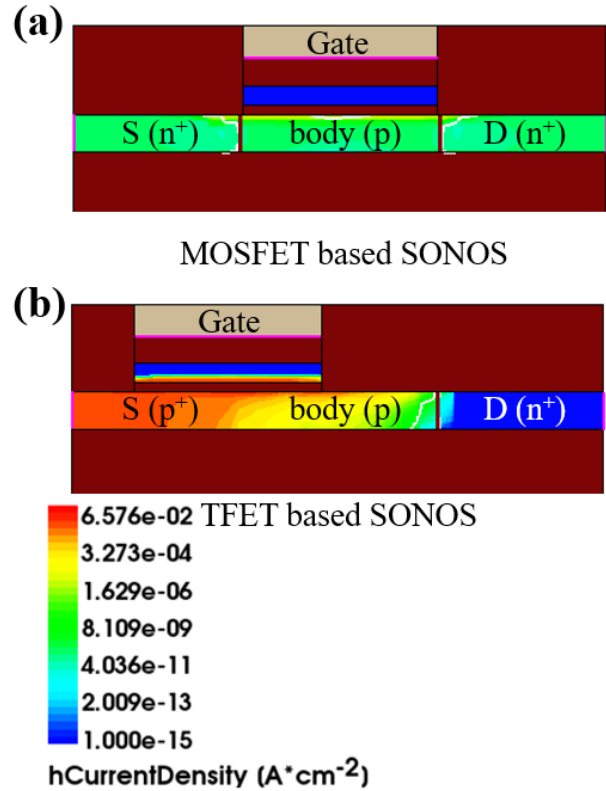 (a)
Gate
S (n⁺) body (p) D (n⁺)
MOSFET based SONOS
(b)
Gate
S (p⁺) body (p) D (n⁺)
TFET based SONOS
6.576e-02
3.273e-04
1.629e-06
8.109e-09
4.036e-11
2.009e-13
1.000e-15
hCurrentDensity (A*cm⁻²)